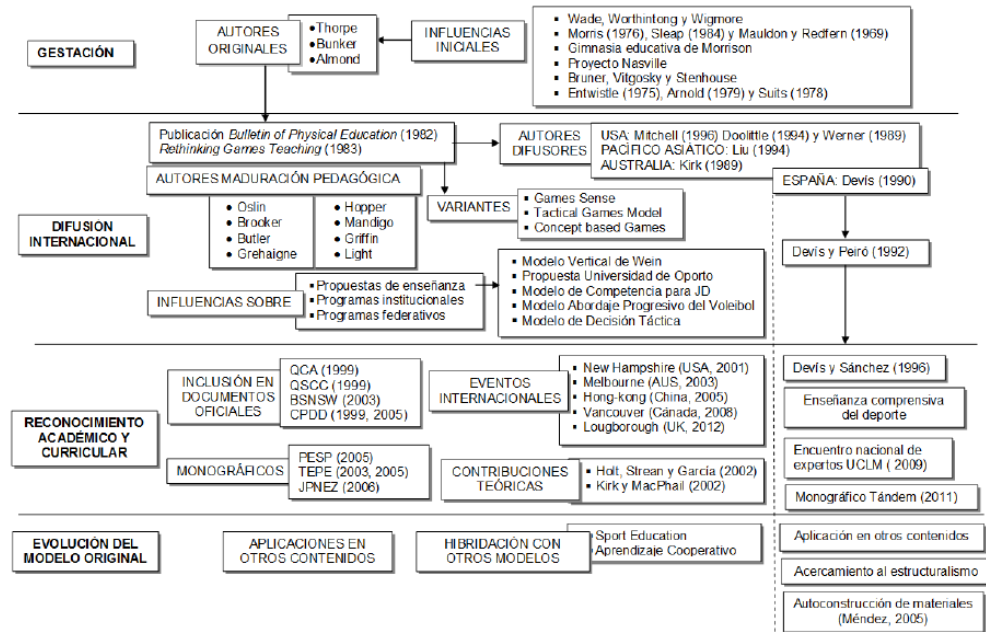 GESTACIÓN
AUTORES
ORIGINALES
●Thorpe
●Bunker
●Almond
INFLUENCIAS
INICIALES
▪ Wade, Worthintong y Wigmore
▪ Morris (1976), Sleap (1984) y Mauldon y Redfern (1969)
▪ Gimnasia educativa de Morrison
▪ Proyecto Nasville
▪ Bruner, Vitgosky y Stenhouse
▪ Entwistle (1975), Arnold (1979) y Suits (1978)
DIFUSIÓN
INTERNACIONAL
Publicación Bulletin of Physical Education (1982)
Rethinking Games Teaching (1983)
AUTORES
DIFUSORES
USA: Mitchell (1996) Doolittle (1994) y Werner (1989)
PACÍFICO ASIÁTICO: Liu (1994)
AUSTRALIA: Kirk (1989)
ESPAÑA: Devís (1990)
AUTORES MADURACIÓN PEDAGÓGICA
● Oslin
● Brooker
● Butler
● Grehaigne
● Hopper
● Mandigo
● Griffin
● Light
VARIANTES
▪ Games Sense
▪ Tactical Games Model
▪ Concept based Games
Devís y Peiró (1992)
INFLUENCIAS SOBRE
▪ Propuestas de enseñanza
▪ Programas institucionales
▪ Programas federativos
▪ Modelo Vertical de Wein
▪ Propuesta Universidad de Oporto
▪ Modelo de Competencia para JD
▪ Modelo Abordaje Progresivo del Voleibol
▪ Modelo de Decisión Táctica
RECONOCIMIENTO
ACADÉMICO Y
CURRICULAR
INCLUSIÓN EN
DOCUMENTOS
OFICIALES
QCA (1999)
QSCC (1999)
BSNSW (2003)
CPDD (1999, 2005)
EVENTOS
INTERNACIONALES
▪ New Hampshire (USA, 2001)
▪ Melbourne (AUS, 2003)
▪ Hong-kong (China, 2005)
▪ Vancouver (Cánada, 2008)
▪ Lougborough (UK, 2012)
Devís y Sánchez (1996)
Enseñanza comprensiva
del deporte
MONOGRÁFICOS
PESP (2005)
TEPE (2003, 2005)
JPNEZ (2006)
CONTRIBUCIONES
TEÓRICAS
▪ Holt, Strean y García (2002)
▪ Kirk y MacPhail (2002)
Encuentro nacional de
expertos UCLM ( 2009)
Monográfico Tándem (2011)
EVOLUCIÓN DEL
MODELO ORIGINAL
APLICACIONES EN
OTROS CONTENIDOS
HIBRIDACIÓN CON
OTROS MODELOS
Sport Education
Aprendizaje Cooperativo
Aplicación en otros contenidos
Acercamiento al estructuralismo
Autoconstrucción de materiales
(Méndez, 2005)